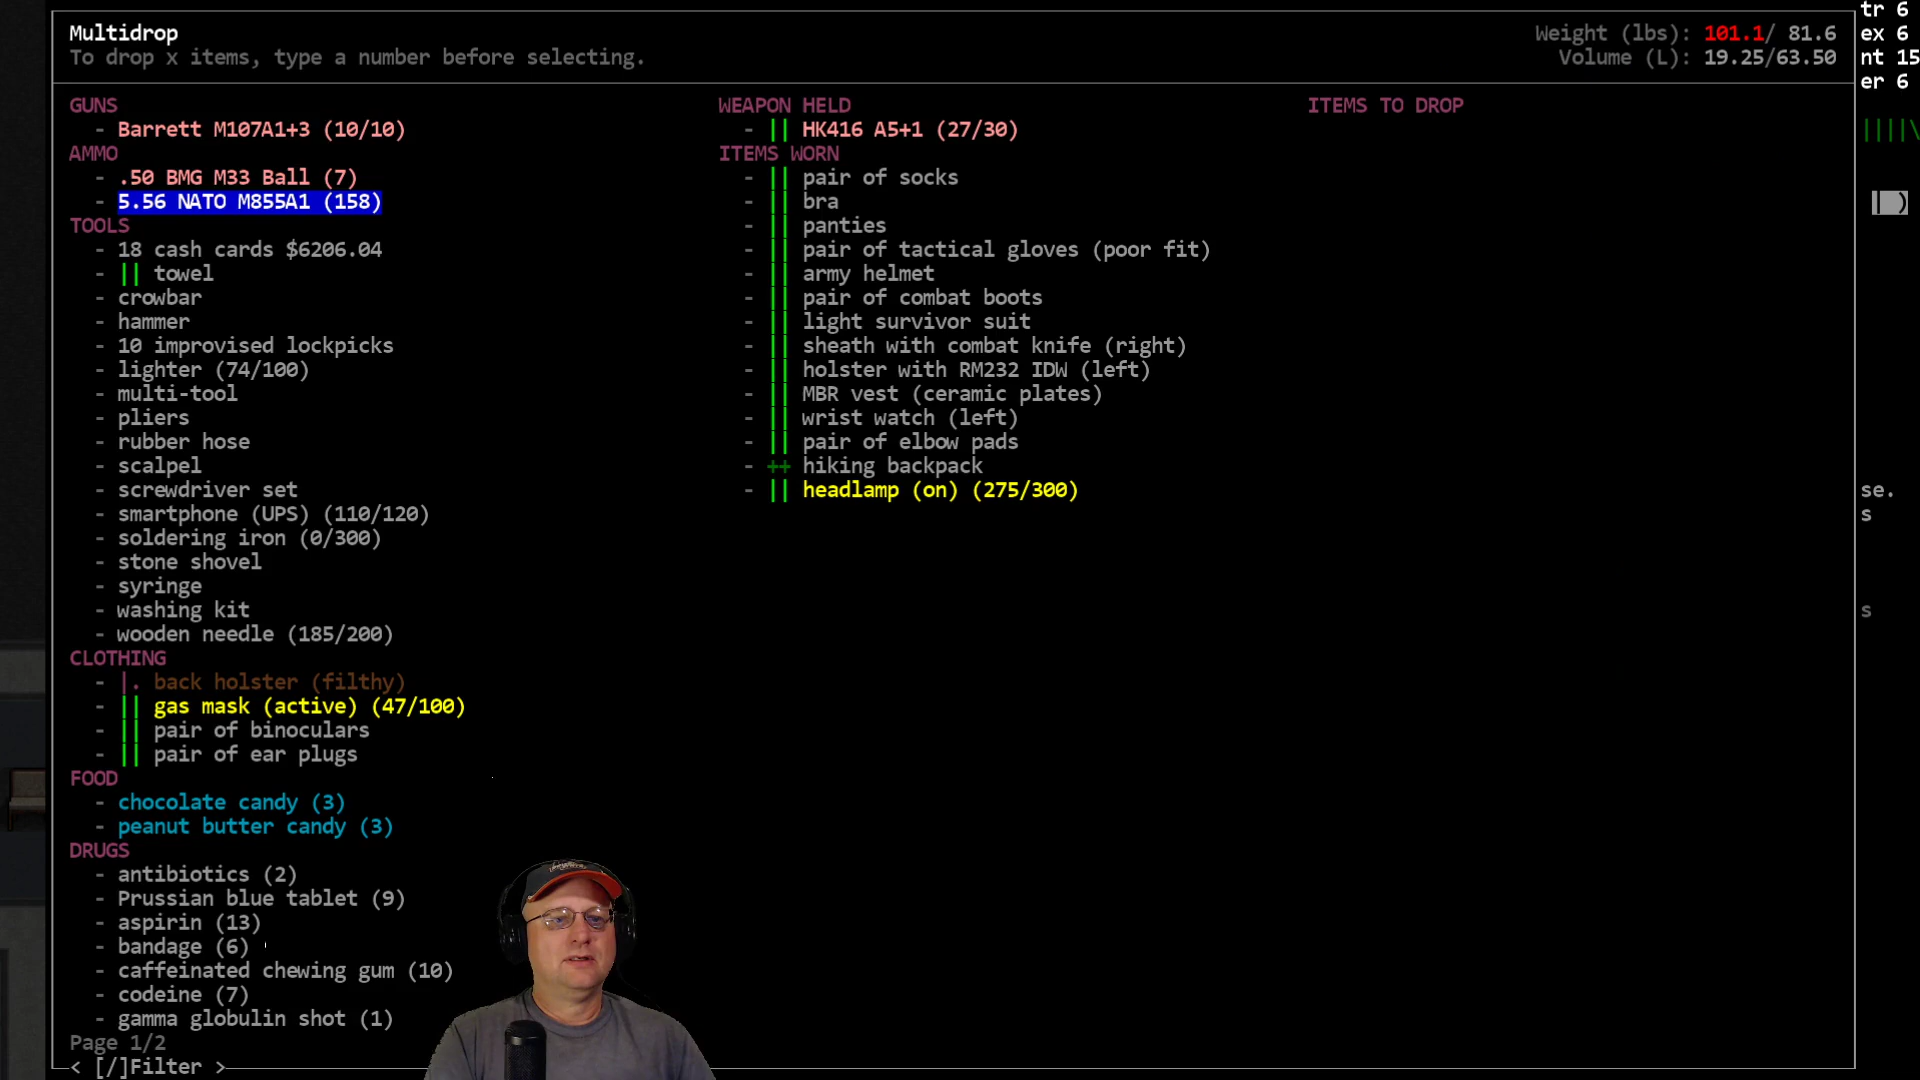 Multidrop
To drop x items, type a number before selecting.
Weight (lbs): 101.1/ 81.6
Volume (L): 19.25/63.50
tr 6
ex 6
nt 15
er 6
GUNS
- Barrett M107A1+3 (10/10)
AMMO
- .50 BMG M33 Ball (7)
- 5.56 NATO M855A1 (158)
TOOLS
- 18 cash cards $6206.04
- || towel
- crowbar
- hammer
- 10 improvised lockpicks
- lighter (74/100)
- multi-tool
- pliers
- rubber hose
- scalpel
- screwdriver set
- smartphone (UPS) (110/120)
- soldering iron (0/300)
- stone shovel
- syringe
- washing kit
- wooden needle (185/200)
CLOTHING
- |. back holster (filthy)
- || gas mask (active) (47/100)
- || pair of binoculars
- || pair of ear plugs
FOOD
- chocolate candy (3)
- peanut butter candy (3)
DRUGS
- antibiotics (2)
- Prussian blue tablet (9)
- aspirin (13)
- bandage (6)
- caffeinated chewing gum (10)
- codeine (7)
- gamma globulin shot (1)
Page 1/2
< [/]Filter >
WEAPON HELD
- || HK416 A5+1 (27/30)
ITEMS WORN
- || pair of socks
- || bra
- || panties
- || pair of tactical gloves (poor fit)
- || army helmet
- || pair of combat boots
- || light survivor suit
- || sheath with combat knife (right)
- || holster with RM232 IDW (left)
- || MBR vest (ceramic plates)
- || wrist watch (left)
- || pair of elbow pads
- ++ hiking backpack
- || headlamp (on) (275/300)
ITEMS TO DROP
||||\
|)
se.
s
s